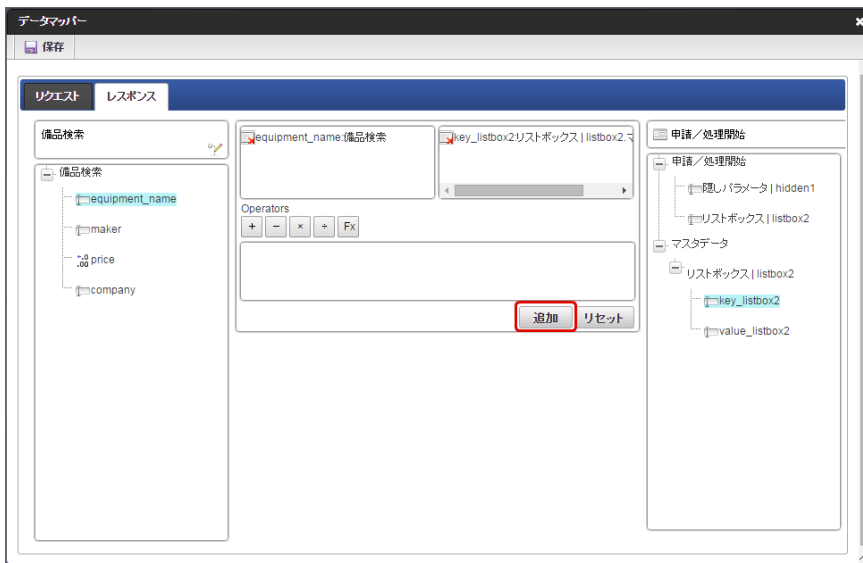 データマッパー
保存
リクエスト レスポンス
備品検索
備品検索
equipment_name
maker
price
company
equipment_name:備品検索
key_listbox2:リストボックス | listbox2.マ
Operators
+ − × ÷ Fx
追加 リセット
申請／処理開始
申請／処理開始
隠しパラメータ | hidden1
リストボックス | listbox2
マスタデータ
リストボックス | listbox2
key_listbox2
value_listbox2